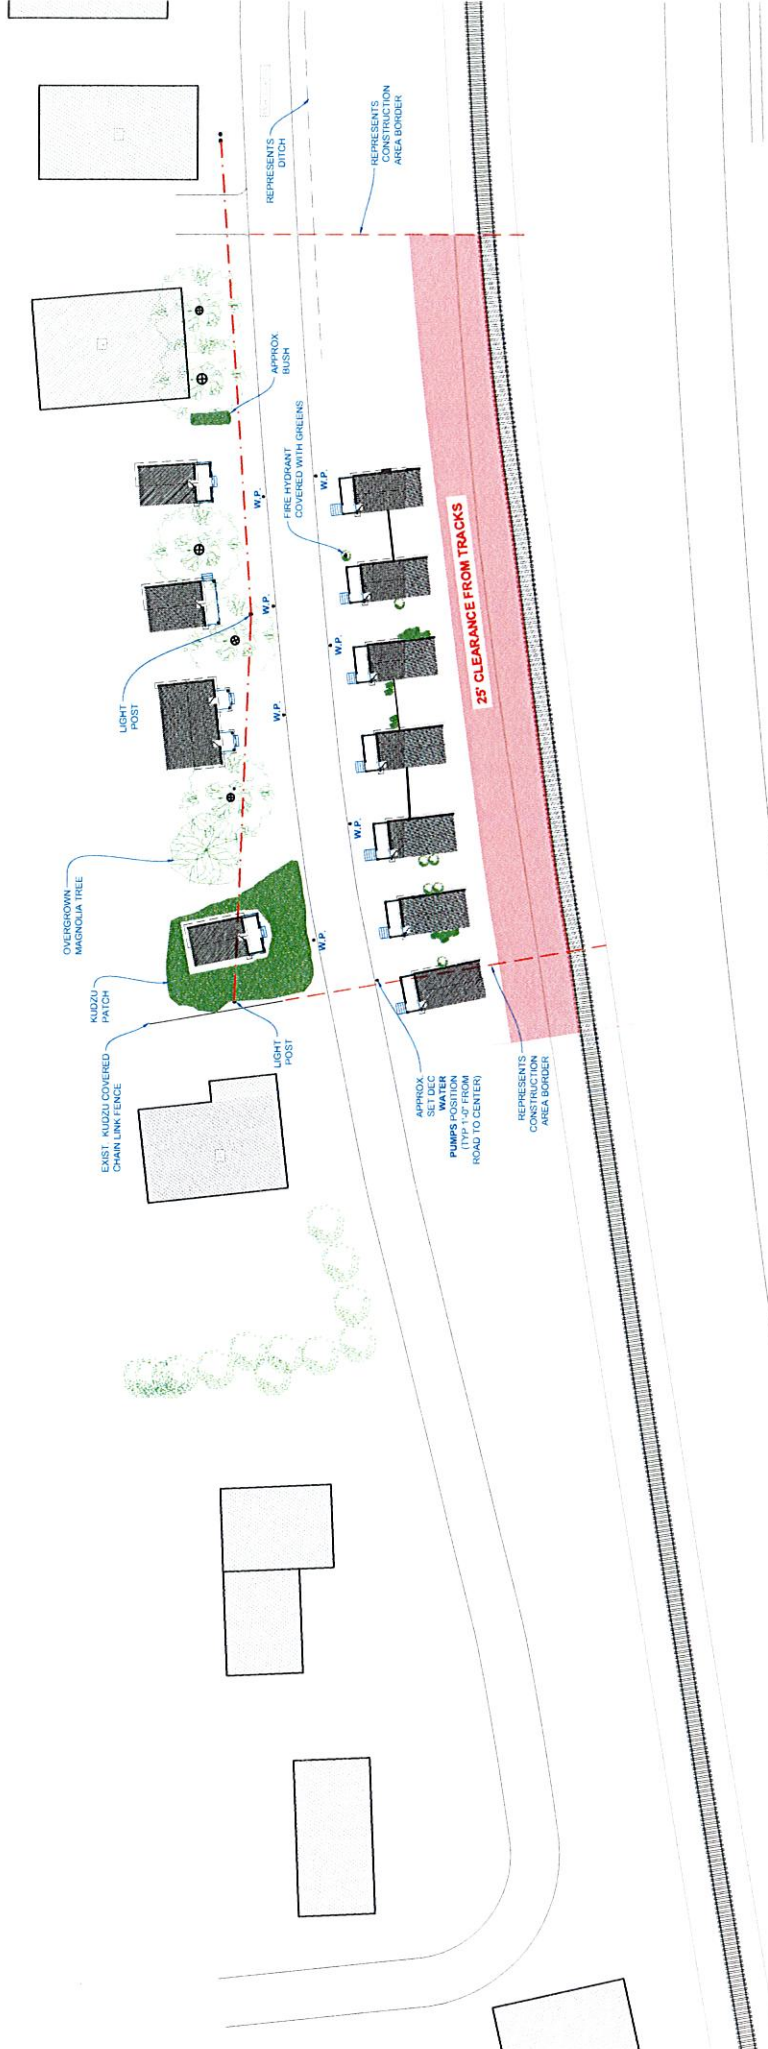 REPRESENTS
DITCH
REPRESENTS
CONSTRUCTION
AREA BORDER
APPROX.
BUSH
FIRE HYDRANT
COVERED WITH GREENS
W.P.
W.P.
W.P.
W.P.
LIGHT
POST
W.P.
25' CLEARANCE FROM TRACKS
W.P.
OVERGROWN
MAGNOLIA TREE
W.P.
KUDZU
PATCH
EXIST. KUDZU COVERED
CHAIN LINK FENCE
LIGHT
POST
APPROX.
SET DEC
WATER
PUMPS POSITION
(TYP 1'-0" FROM
ROAD TO CENTER)
REPRESENTS
CONSTRUCTION
AREA BORDER